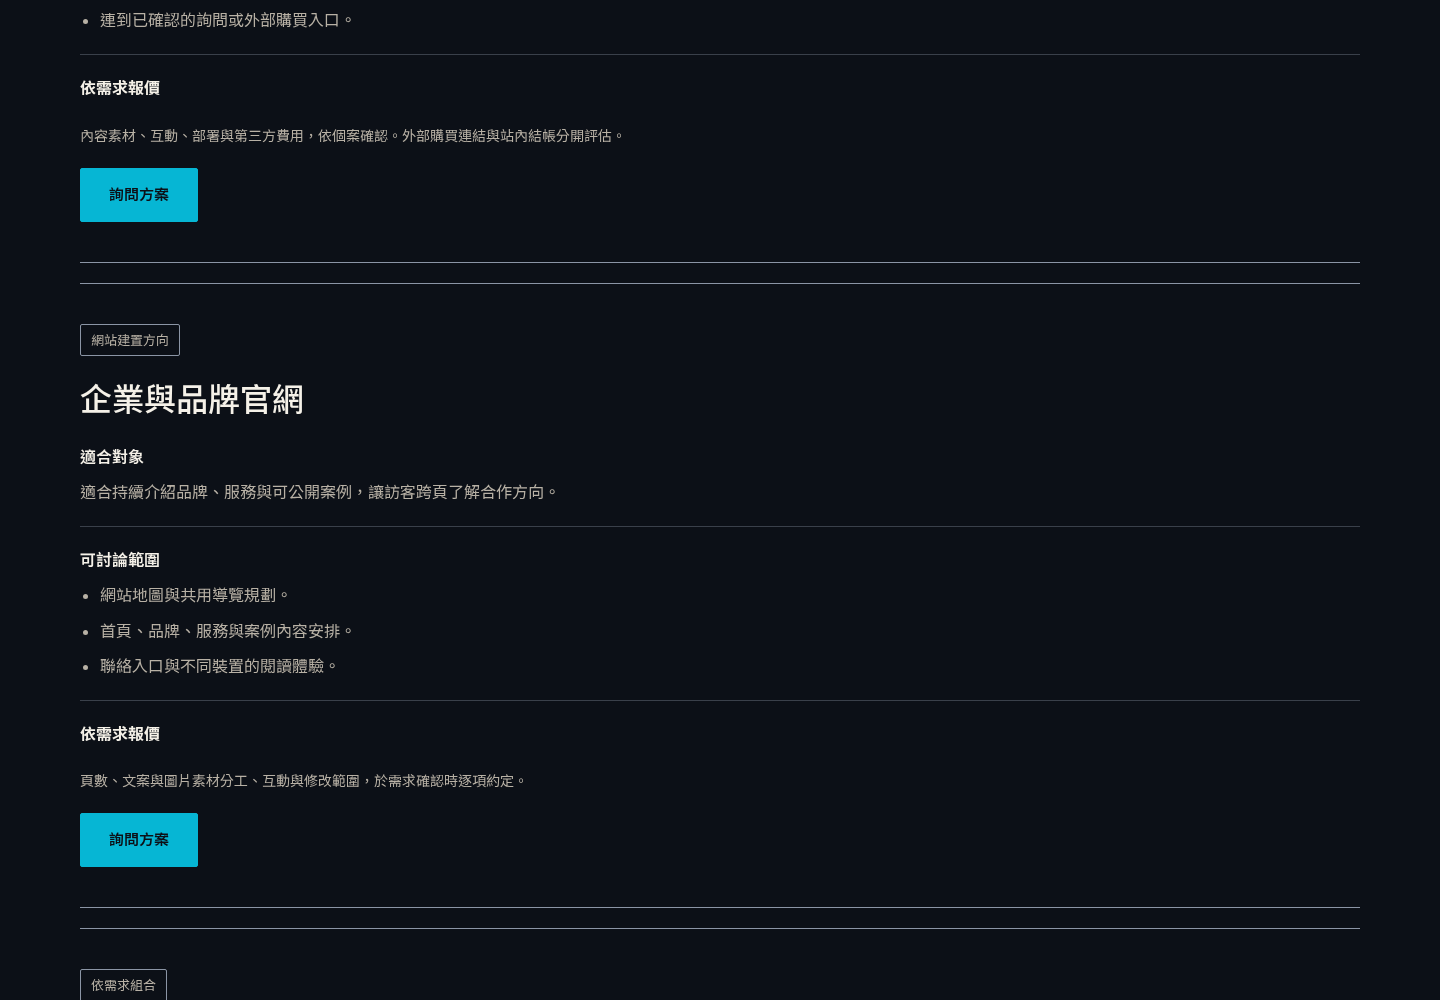 連到已確認的詢問或外部購買入口。
依需求報價
內容素材、互動、部署與第三方費用，依個案確認。外部購買連結與站內結帳分開評估。
詢問方案
網站建置方向
企業與品牌官網
適合對象
適合持續介紹品牌、服務與可公開案例，讓訪客跨頁了解合作方向。
可討論範圍
網站地圖與共用導覽規劃。
首頁、品牌、服務與案例內容安排。
聯絡入口與不同裝置的閱讀體驗。
依需求報價
頁數、文案與圖片素材分工、互動與修改範圍，於需求確認時逐項約定。
詢問方案
依需求組合